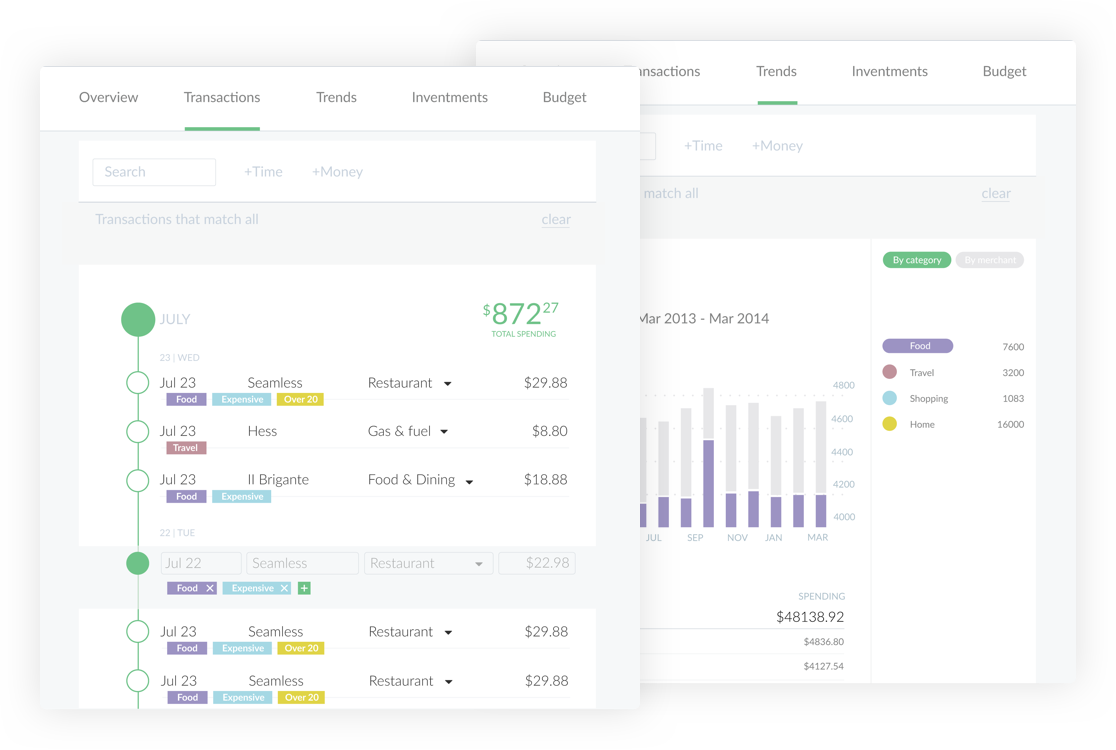 Overview Transactions Trends Inventments Budget
Search +Time +Money
Transactions that match all clear
JULY $872 27
TOTAL SPENDING
23 | WED
Jul 23 Seamless Restaurant $29.88
Food Expensive Over 20
Jul 23 Hess Gas & fuel $8.80
Travel
Jul 23 Il Brigante Food & Dining $18.88
Food Expensive
22 | TUE
Jul 22 Seamless Restaurant $22.98
Food X Expensive X +
Jul 23 Seamless Restaurant $29.88
Food Expensive Over 20
Jul 23 Seamless Restaurant $29.88
Food Expensive Over 20
nsactions Trends Inventments Budget
+Time +Money
match all clear
By category By merchant
Mar 2013 - Mar 2014
Food 7600
Travel 3200
Shopping 1083
Home 16000
4800
4600
4400
4200
4000
JUL SEP NOV JAN MAR
SPENDING
$48138.92
$4836.80
$4127.54